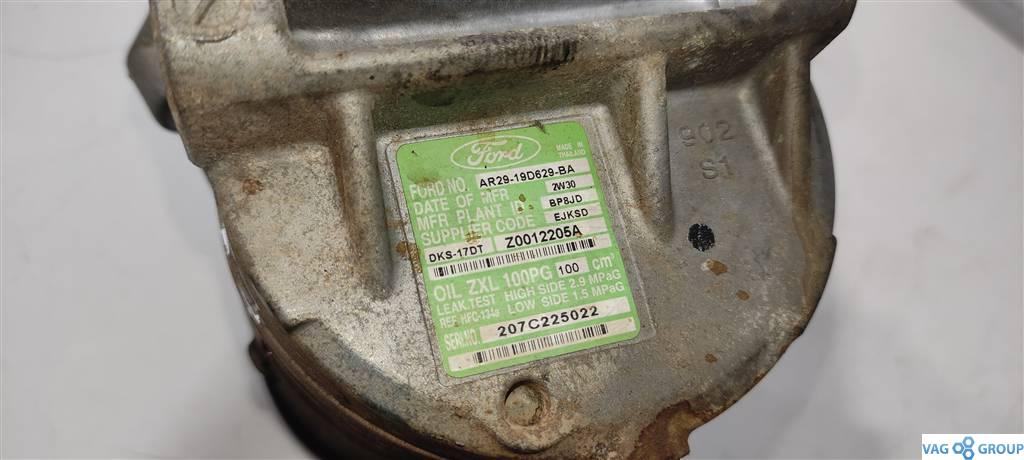 Ford
MADE IN
THAILAND
FORD NO. AR29-19D629-BA
DATE OF MFR 2W30
MFR PLANT ID BP8JD
SUPPLIER CODE EJKSD
DKS-17DT Z0012205A
OIL ZXL 100PG 100 cm³
LEAK.TEST HIGH SIDE 2.9 MPaG
REF. HFC-134a LOW SIDE 1.5 MPaG
SERI.NO. 207C225022
902
S1
VAG GROUP